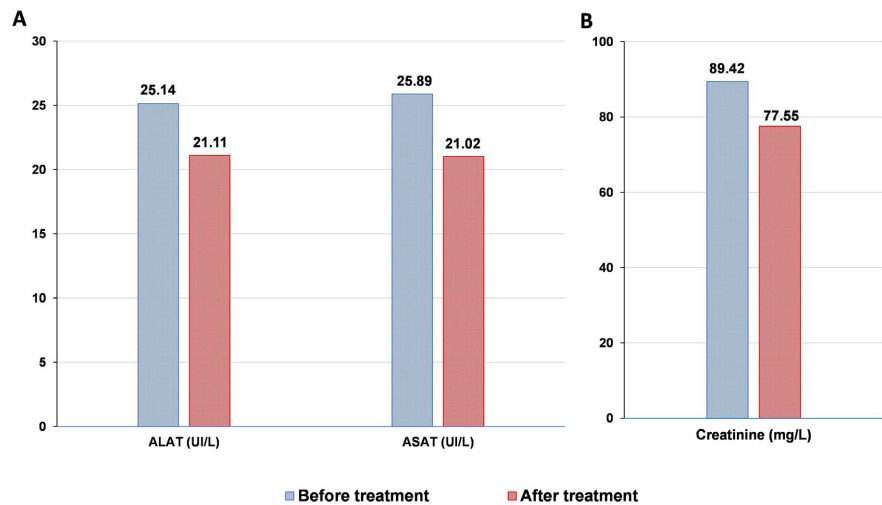 A
30
25
20
15
10
5
0
25.14
21.11
25.89
21.02
ALAT (UI/L)
ASAT (UI/L)
B
100
80
60
40
20
0
89.42
77.55
Creatinine (mg/L)
Before treatment
After treatment